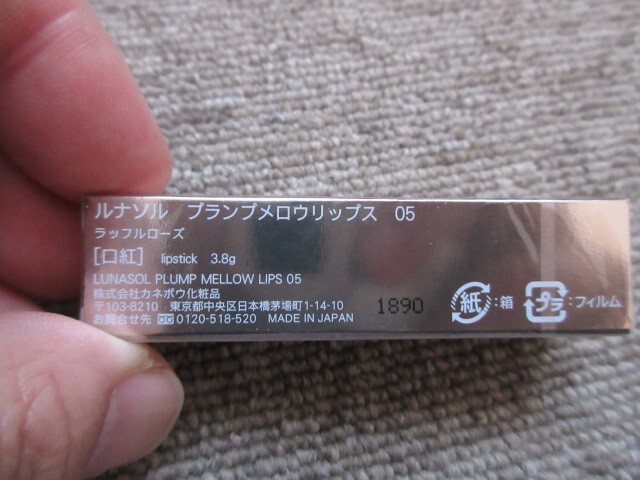 ルナソル　プランプメロウリップス　05
ラッフルローズ
［口紅］　lipstick　3.8g
LUNASOL PLUMP MELLOW LIPS 05
株式会社カネボウ化粧品
〒103-8210　東京都中央区日本橋茅場町1-14-10
お問合せ先　0120-518-520　MADE IN JAPAN
1890
紙：箱
プラ：フィルム